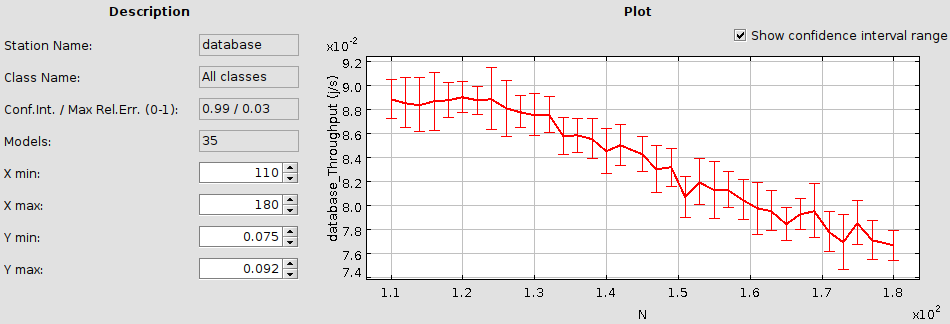 Description
Station Name: database
Class Name: All classes
Conf.Int. / Max Rel.Err. (0-1): 0.99 / 0.03
Models: 35
X min: 110
X max: 180
Y min: 0.075
Y max: 0.092
Plot
Show confidence interval range
x10-2
database_Throughput (j/s)
9.2
9.0
8.8
8.6
8.4
8.2
8.0
7.8
7.6
7.4
1.1 1.2 1.3 1.4 1.5 1.6 1.7 1.8
N x10²